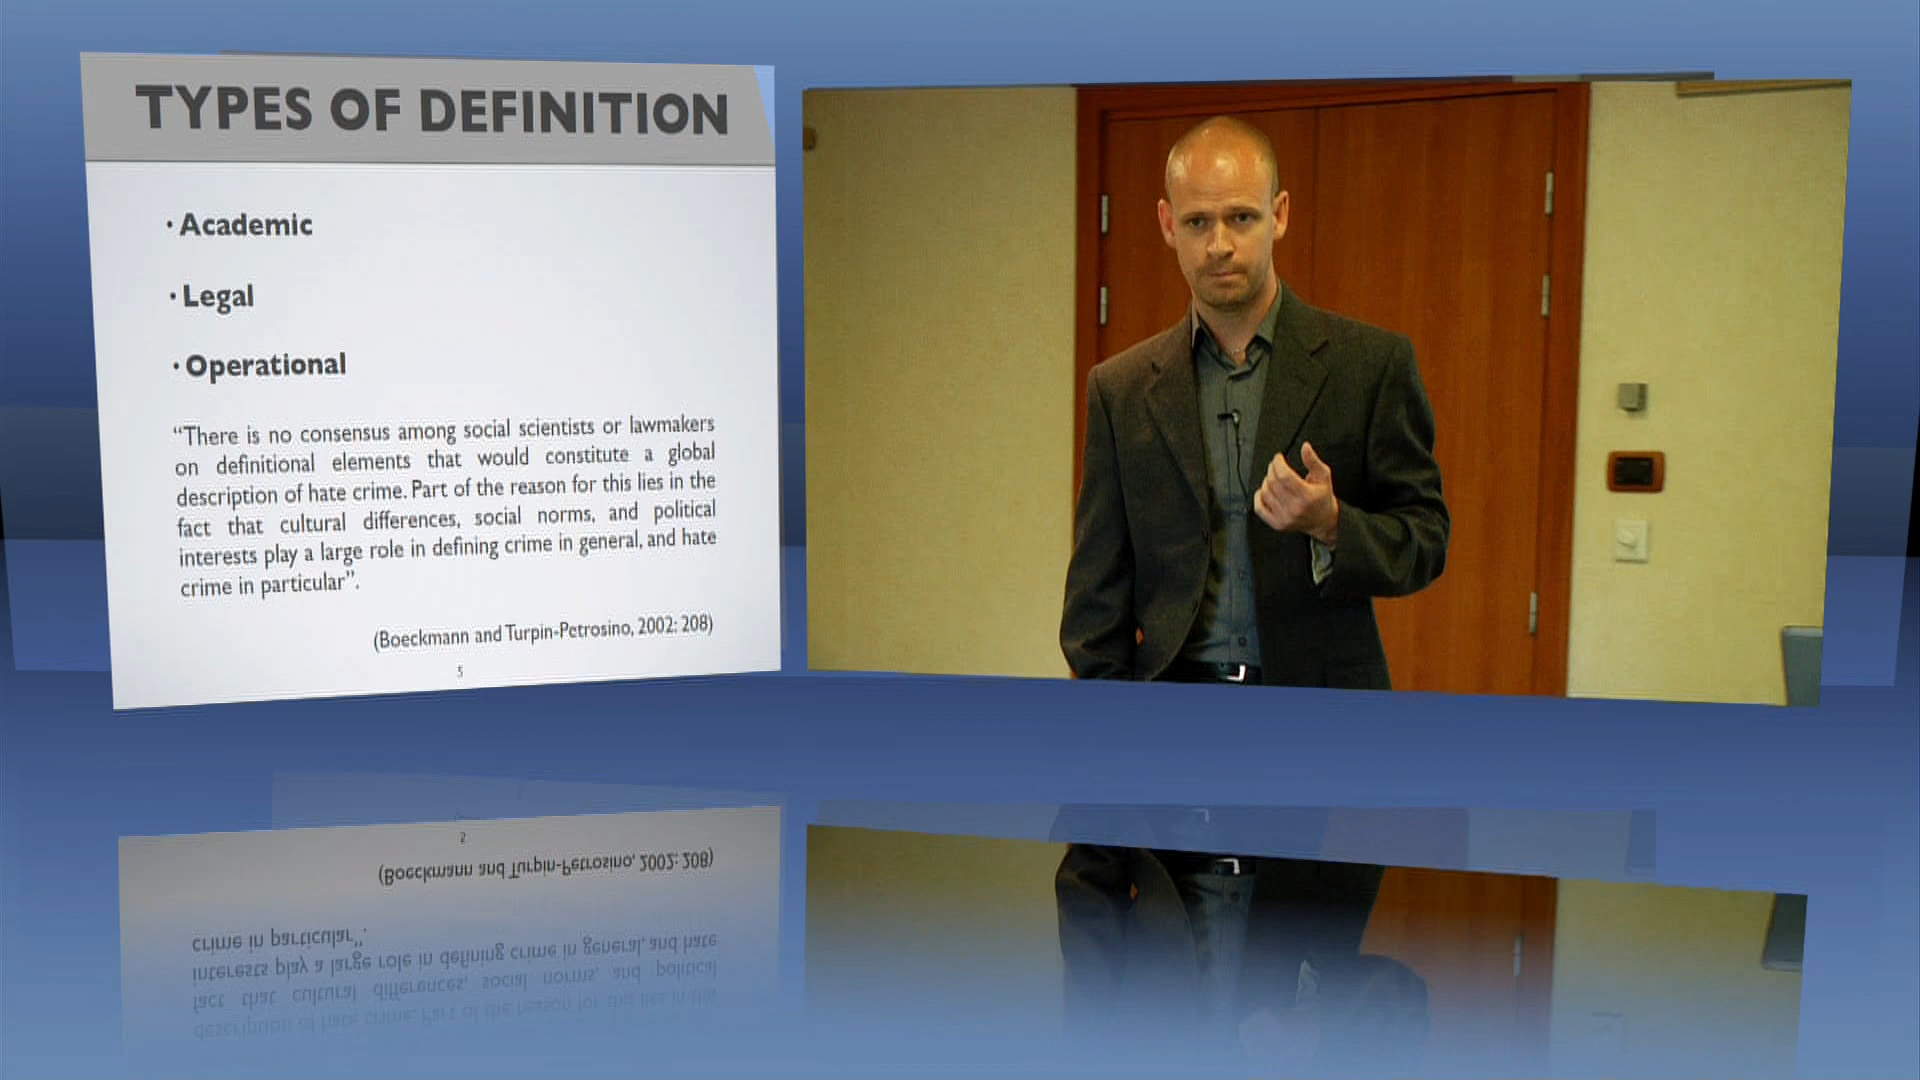 TYPES OF DEFINITION
• Academic
• Legal
• Operational
“There is no consensus among social scientists or lawmakers
on definitional elements that would constitute a global
description of hate crime. Part of the reason for this lies in the
fact that cultural differences, social norms, and political
interests play a large role in defining crime in general, and hate
crime in particular”.
(Boeckmann and Turpin-Petrosino, 2002: 208)
5